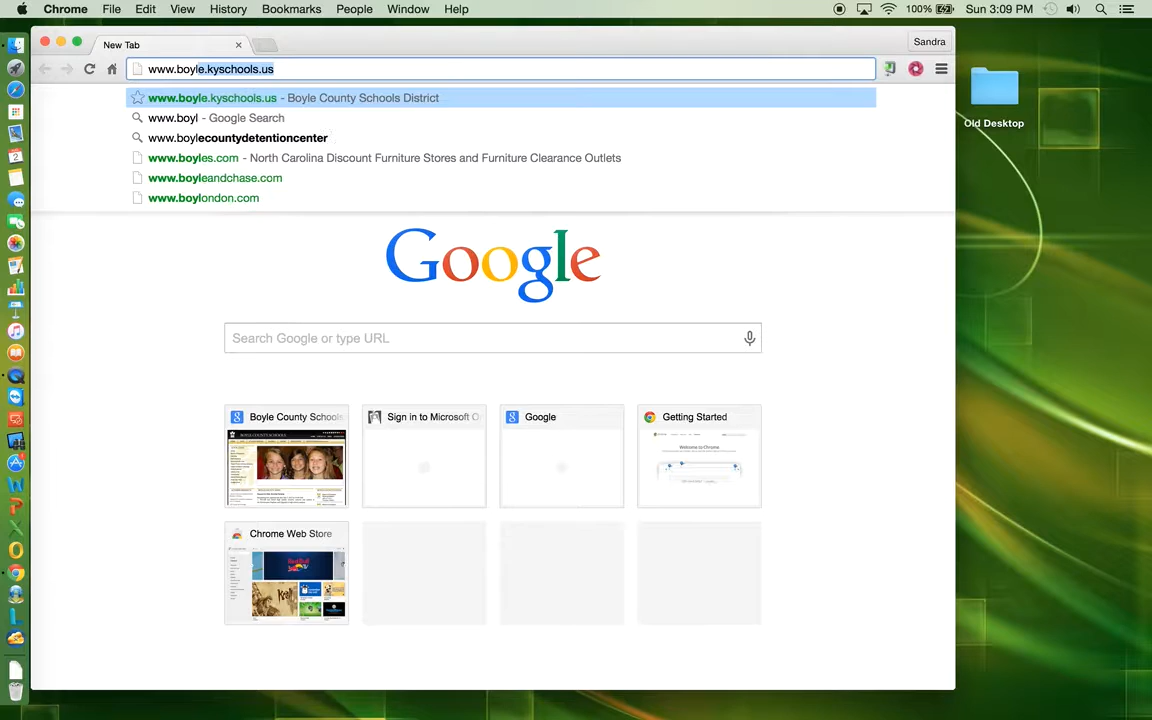 Chrome File Edit View History Bookmarks People Window Help 100% Sun 3:09 PM
New Tab
Sandra
www.boyle.kyschools.us
www.boyle.kyschools.us - Boyle County Schools District
www.boyl - Google Search
www.boylecountydetentioncenter
www.boyles.com - North Carolina Discount Furniture Stores and Furniture Clearance Outlets
www.boyleandchase.com
www.boylondon.com
Old Desktop
Google
Search Google or type URL
Boyle County Schools
Sign in to Microsoft O
Google
Getting Started
Chrome Web Store